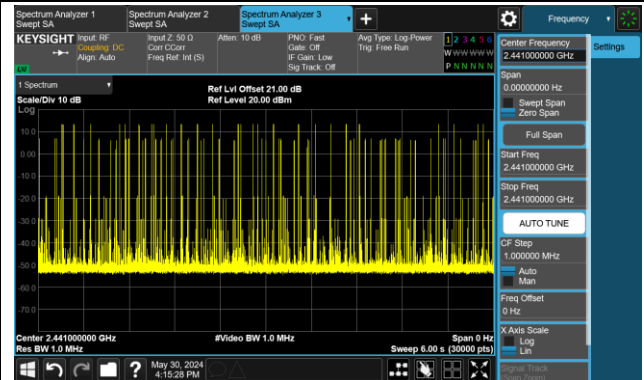 Spectrum Analyzer 1
Swept SA
Spectrum Analyzer 2
Swept SA
Spectrum Analyzer 3
Swept SA
Frequency
KEYSIGHT
Input: RF
Coupling: DC
Align: Auto
Input Z: 50 Ω
Corr CCorr
Freq Ref: Int (S)
Atten: 10 dB
PNO: Fast
Gate: Off
IF Gain: Low
Sig Track: Off
Avg Type: Log-Power
Trig: Free Run
1 2 3 4 5 6
W W W W W W
P N N N N N
LXI
1 Spectrum
Scale/Div 10 dB
Log
Ref Lvl Offset 21.00 dB
Ref Level 20.00 dBm
10.0
0.00
-10.0
-20.0
-30.0
-40.0
-50.0
-60.0
-70.0
Center 2.441000000 GHz
Res BW 1.0 MHz
#Video BW 1.0 MHz
Span 0 Hz
Sweep 6.00 s (30000 pts)
May 30, 2024
4:15:28 PM
Settings
Center Frequency
2.441000000 GHz
Span
0.00000000 Hz
Swept Span
Zero Span
Full Span
Start Freq
2.441000000 GHz
Stop Freq
2.441000000 GHz
AUTO TUNE
CF Step
1.000000 MHz
Auto
Man
Freq Offset
0 Hz
X Axis Scale
Log
Lin
Signal Track
(Span Zoom)